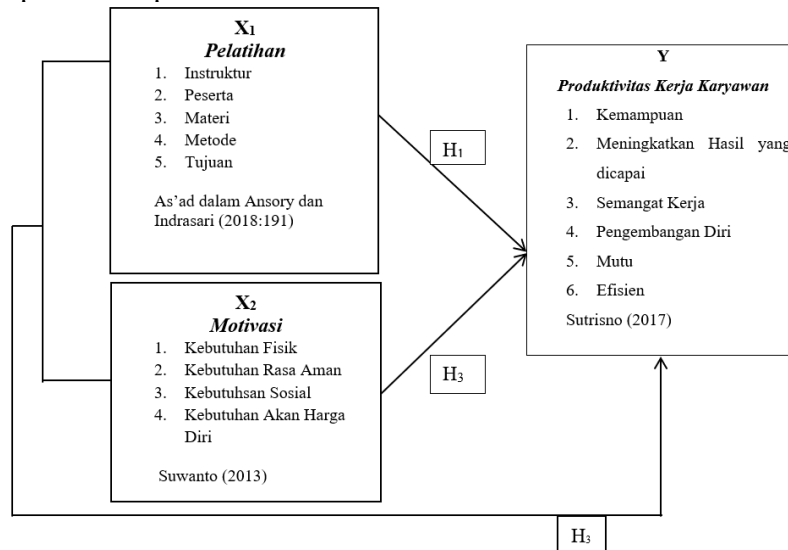 X₁
Pelatihan
1. Instruktur
2. Peserta
3. Materi
4. Metode
5. Tujuan
As’ad dalam Ansory dan
Indrasari (2018:191)
H₁
X₂
Motivasi
1. Kebutuhan Fisik
2. Kebutuhan Rasa Aman
3. Kebutuhsan Sosial
4. Kebutuhan Akan Harga
Diri
Suwanto (2013)
H₃
Y
Produktivitas Kerja Karyawan
1. Kemampuan
2. Meningkatkan Hasil yang
dicapai
3. Semangat Kerja
4. Pengembangan Diri
5. Mutu
6. Efisien
Sutrisno (2017)
H₃